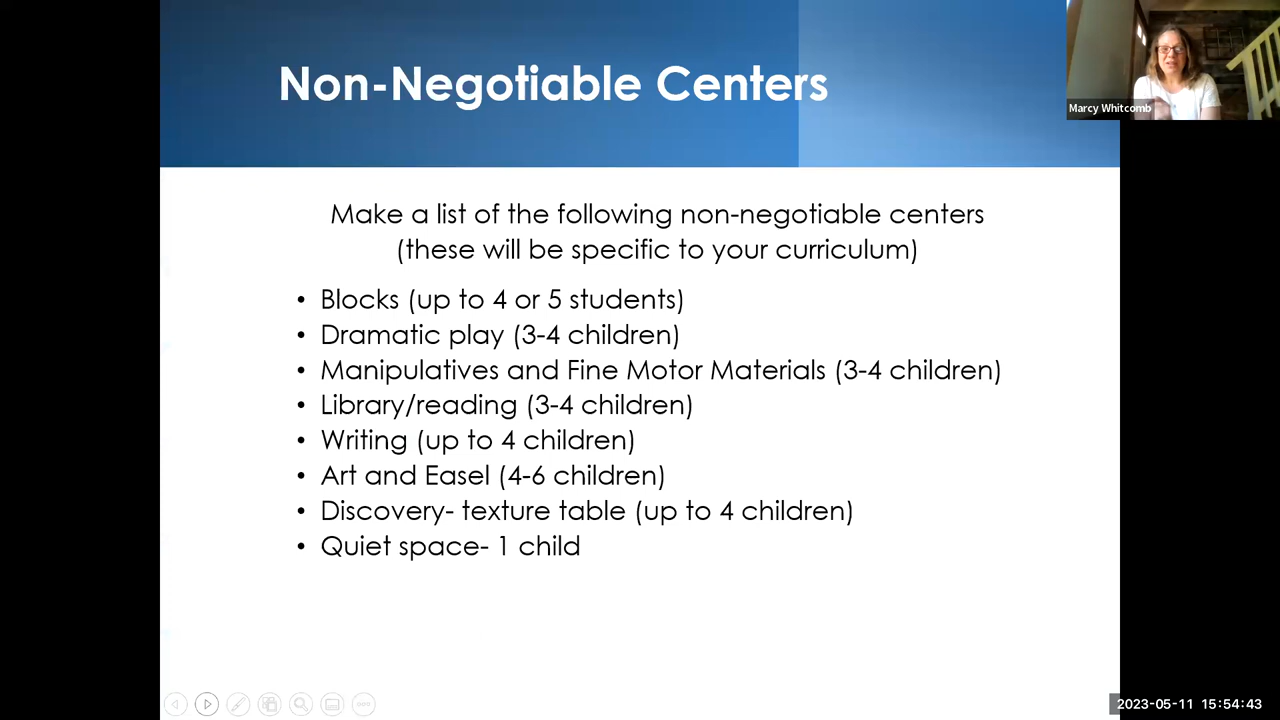 Non-Negotiable Centers
Marcy Whitcomb
Make a list of the following non-negotiable centers
(these will be specific to your curriculum)
• Blocks (up to 4 or 5 students)
• Dramatic play (3-4 children)
• Manipulatives and Fine Motor Materials (3-4 children)
• Library/reading (3-4 children)
• Writing (up to 4 children)
• Art and Easel (4-6 children)
• Discovery- texture table (up to 4 children)
• Quiet space- 1 child
2023-05-11 15:54:43